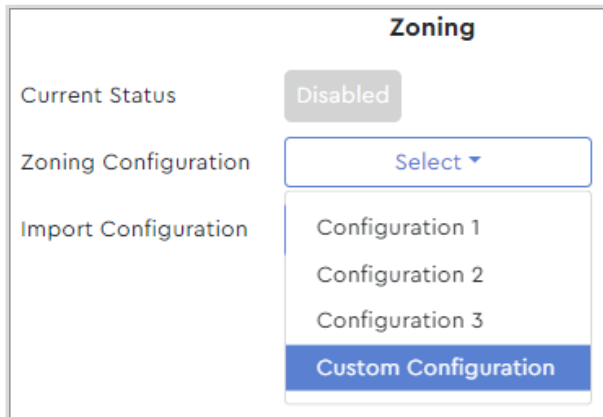 Zoning
Current Status Disabled
Zoning Configuration Select
Import Configuration
Configuration 1
Configuration 2
Configuration 3
Custom Configuration